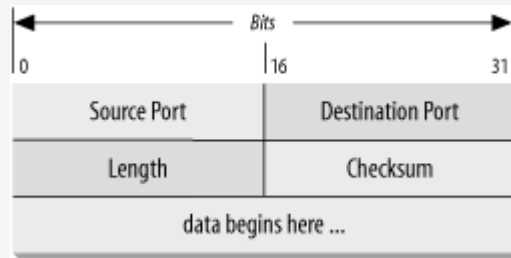 Bits
0 16 31
Source Port Destination Port
Length Checksum
data begins here ...